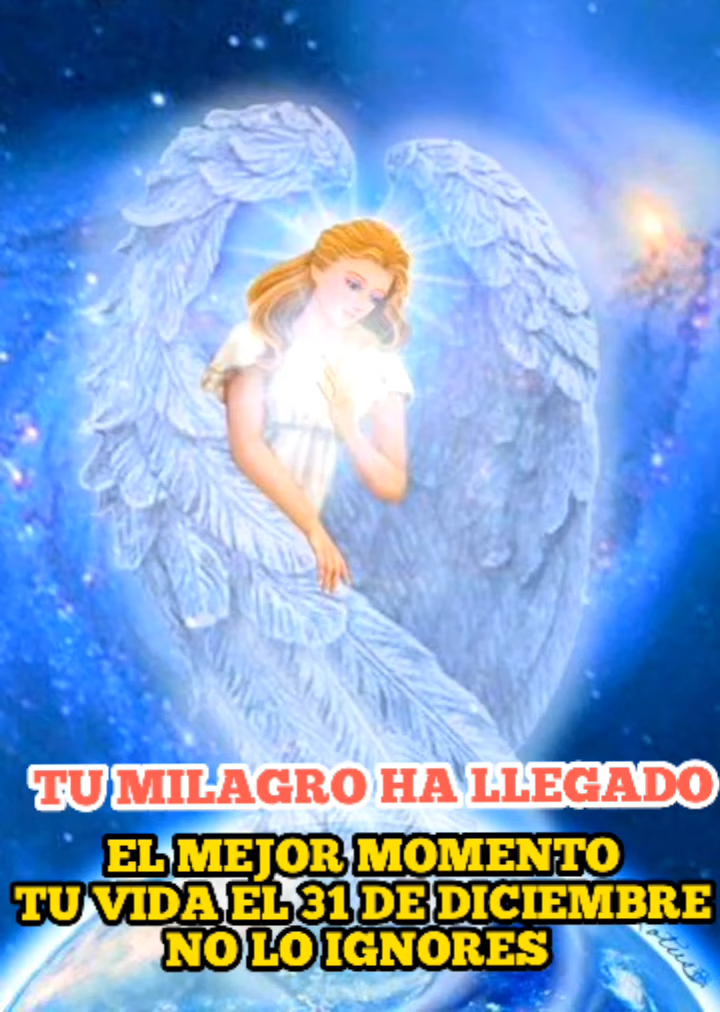 TU MILAGRO HA LLEGADO
EL MEJOR MOMENTO
TU VIDA EL 31 DE DICIEMBRE
NO LO IGNORES